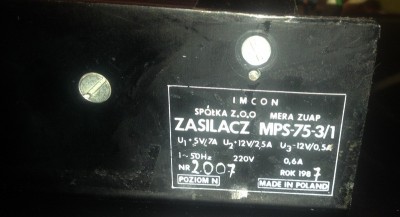 IMCON
SPÓŁKA Z.O.O MERA ZUAP
ZASILACZ MPS-75-3/1
U1+5V/7A U2+12V/2,5A U3-12V/0,5A
1~50Hz 220V 0,6A
NR 2007 ROK 1987
POZIOM N MADE IN POLAND